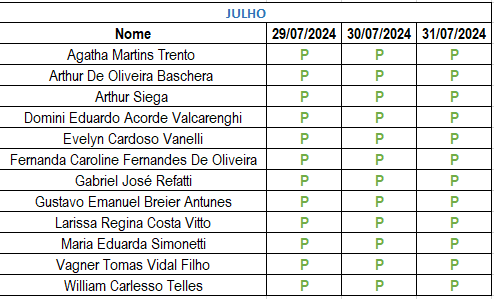 JULHO
Nome 29/07/2024 30/07/2024 31/07/2024
Agatha Martins Trento P P P
Arthur De Oliveira Baschera P P P
Arthur Siega P P P
Domini Eduardo Acorde Valcarenghi P P P
Evelyn Cardoso Vanelli P P P
Fernanda Caroline Fernandes De Oliveira P P P
Gabriel José Refatti P P P
Gustavo Emanuel Breier Antunes P P P
Larissa Regina Costa Vitto P P P
Maria Eduarda Simonetti P P P
Vagner Tomas Vidal Filho P P P
William Carlesso Telles P P P